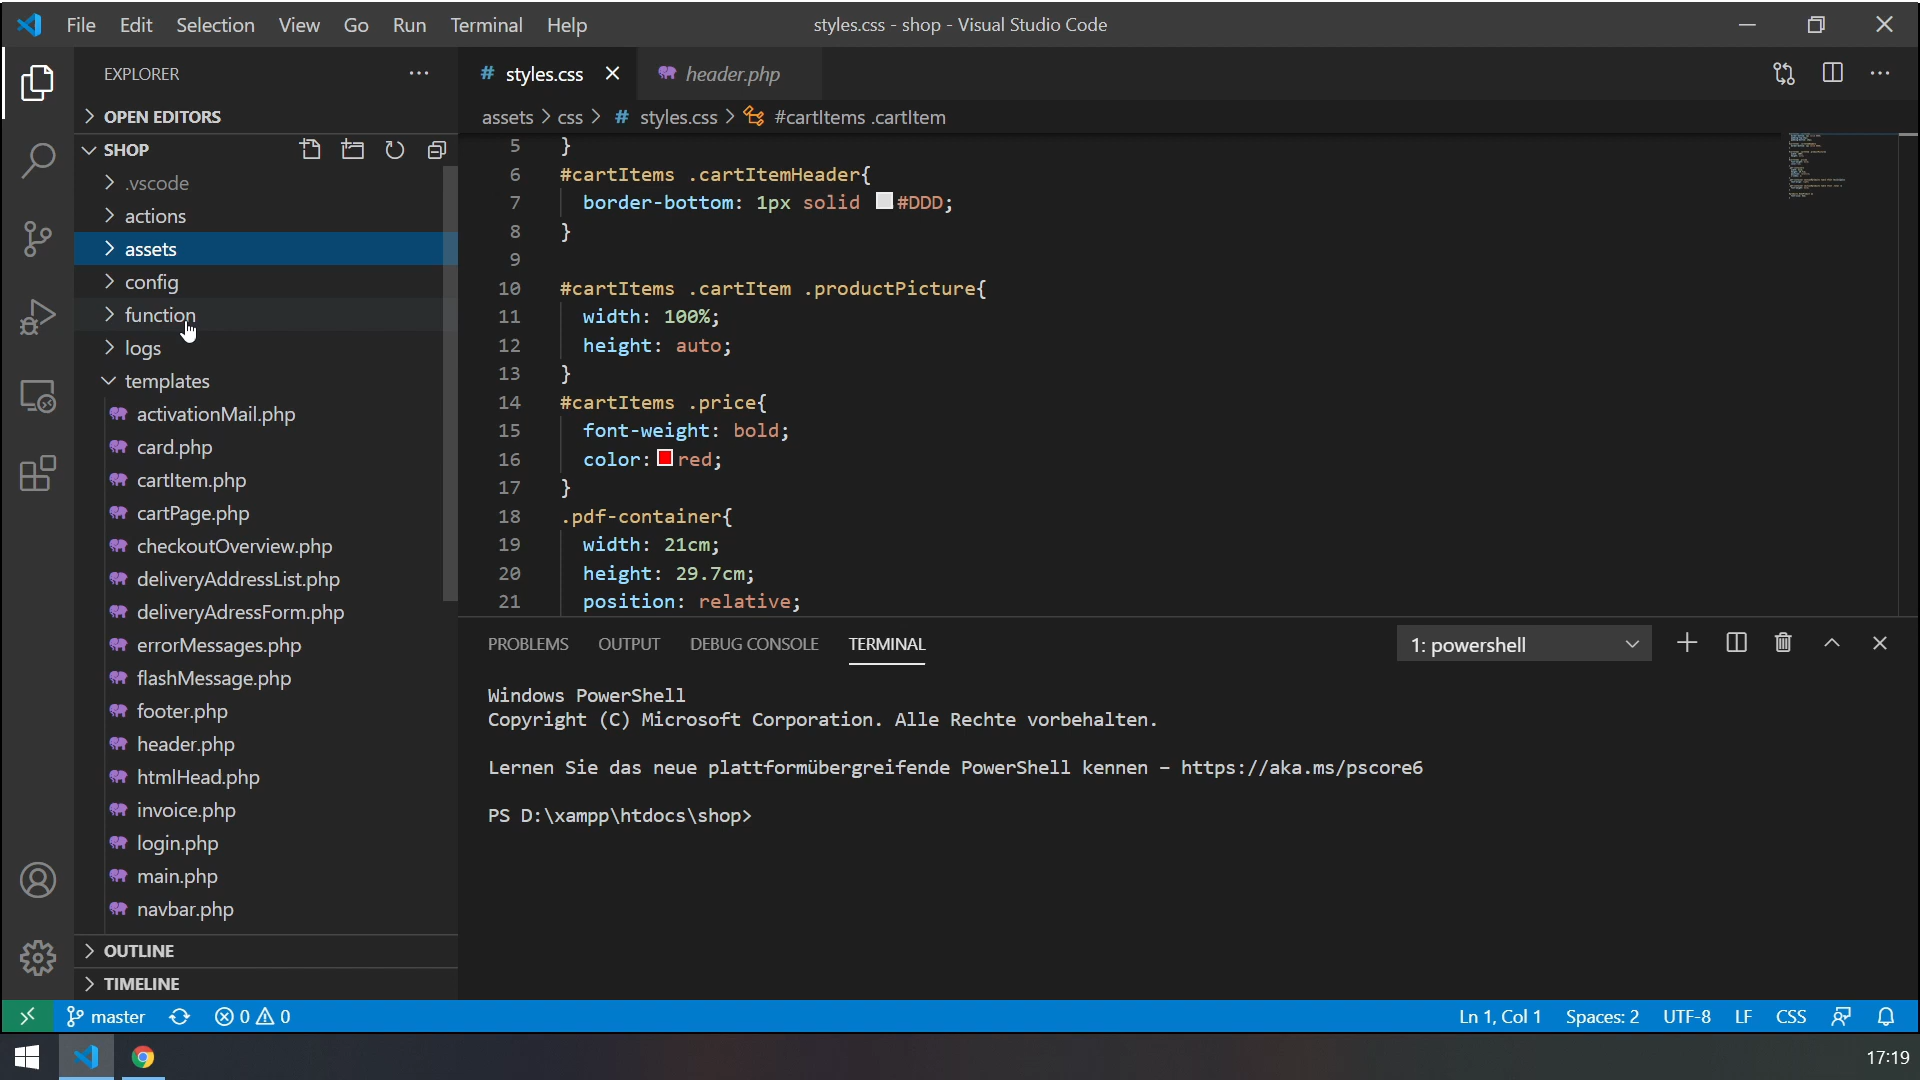 File Edit Selection View Go Run Terminal Help
styles.css - shop - Visual Studio Code
EXPLORER
OPEN EDITORS
SHOP
.vscode
actions
assets
config
function
logs
templates
activationMail.php
card.php
cartItem.php
cartPage.php
checkoutOverview.php
deliveryAddressList.php
deliveryAdressForm.php
errorMessages.php
flashMessage.php
footer.php
header.php
htmlHead.php
invoice.php
login.php
main.php
navbar.php
OUTLINE
TIMELINE
# styles.css header.php
assets > css > # styles.css > #cartItems .cartItem
5 }
6 #cartItems .cartItemHeader{
7 border-bottom: 1px solid #DDD;
8 }
9
10 #cartItems .cartItem .productPicture{
11 width: 100%;
12 height: auto;
13 }
14 #cartItems .price{
15 font-weight: bold;
16 color: red;
17 }
18 .pdf-container{
19 width: 21cm;
20 height: 29.7cm;
21 position: relative;
PROBLEMS OUTPUT DEBUG CONSOLE TERMINAL
1: powershell
Windows PowerShell
Copyright (C) Microsoft Corporation. Alle Rechte vorbehalten.
Lernen Sie das neue plattformübergreifende PowerShell kennen – https://aka.ms/pscore6
PS D:\xampp\htdocs\shop>
master 0 0
Ln 1, Col 1 Spaces: 2 UTF-8 LF CSS
17:19